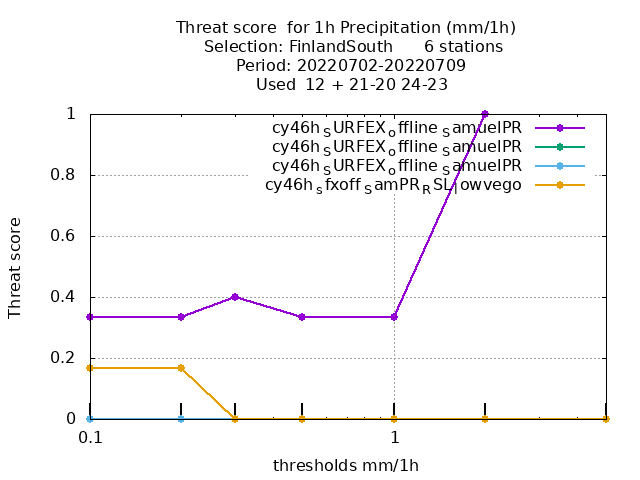 Threat score  for 1h Precipitation (mm/1h)
Selection: FinlandSouth      6 stations
Period: 20220702-20220709
Used  12 + 21-20 24-23
cy46h_SURFEX_offline_SamuelPR
cy46h_SURFEX_offline_SamuelPR
cy46h_SURFEX_offline_SamuelPR
cy46h_sfxoff_SamPR_RSL|owvego
1
0.8
0.6
0.4
0.2
0
Threat score
0.1
1
thresholds mm/1h